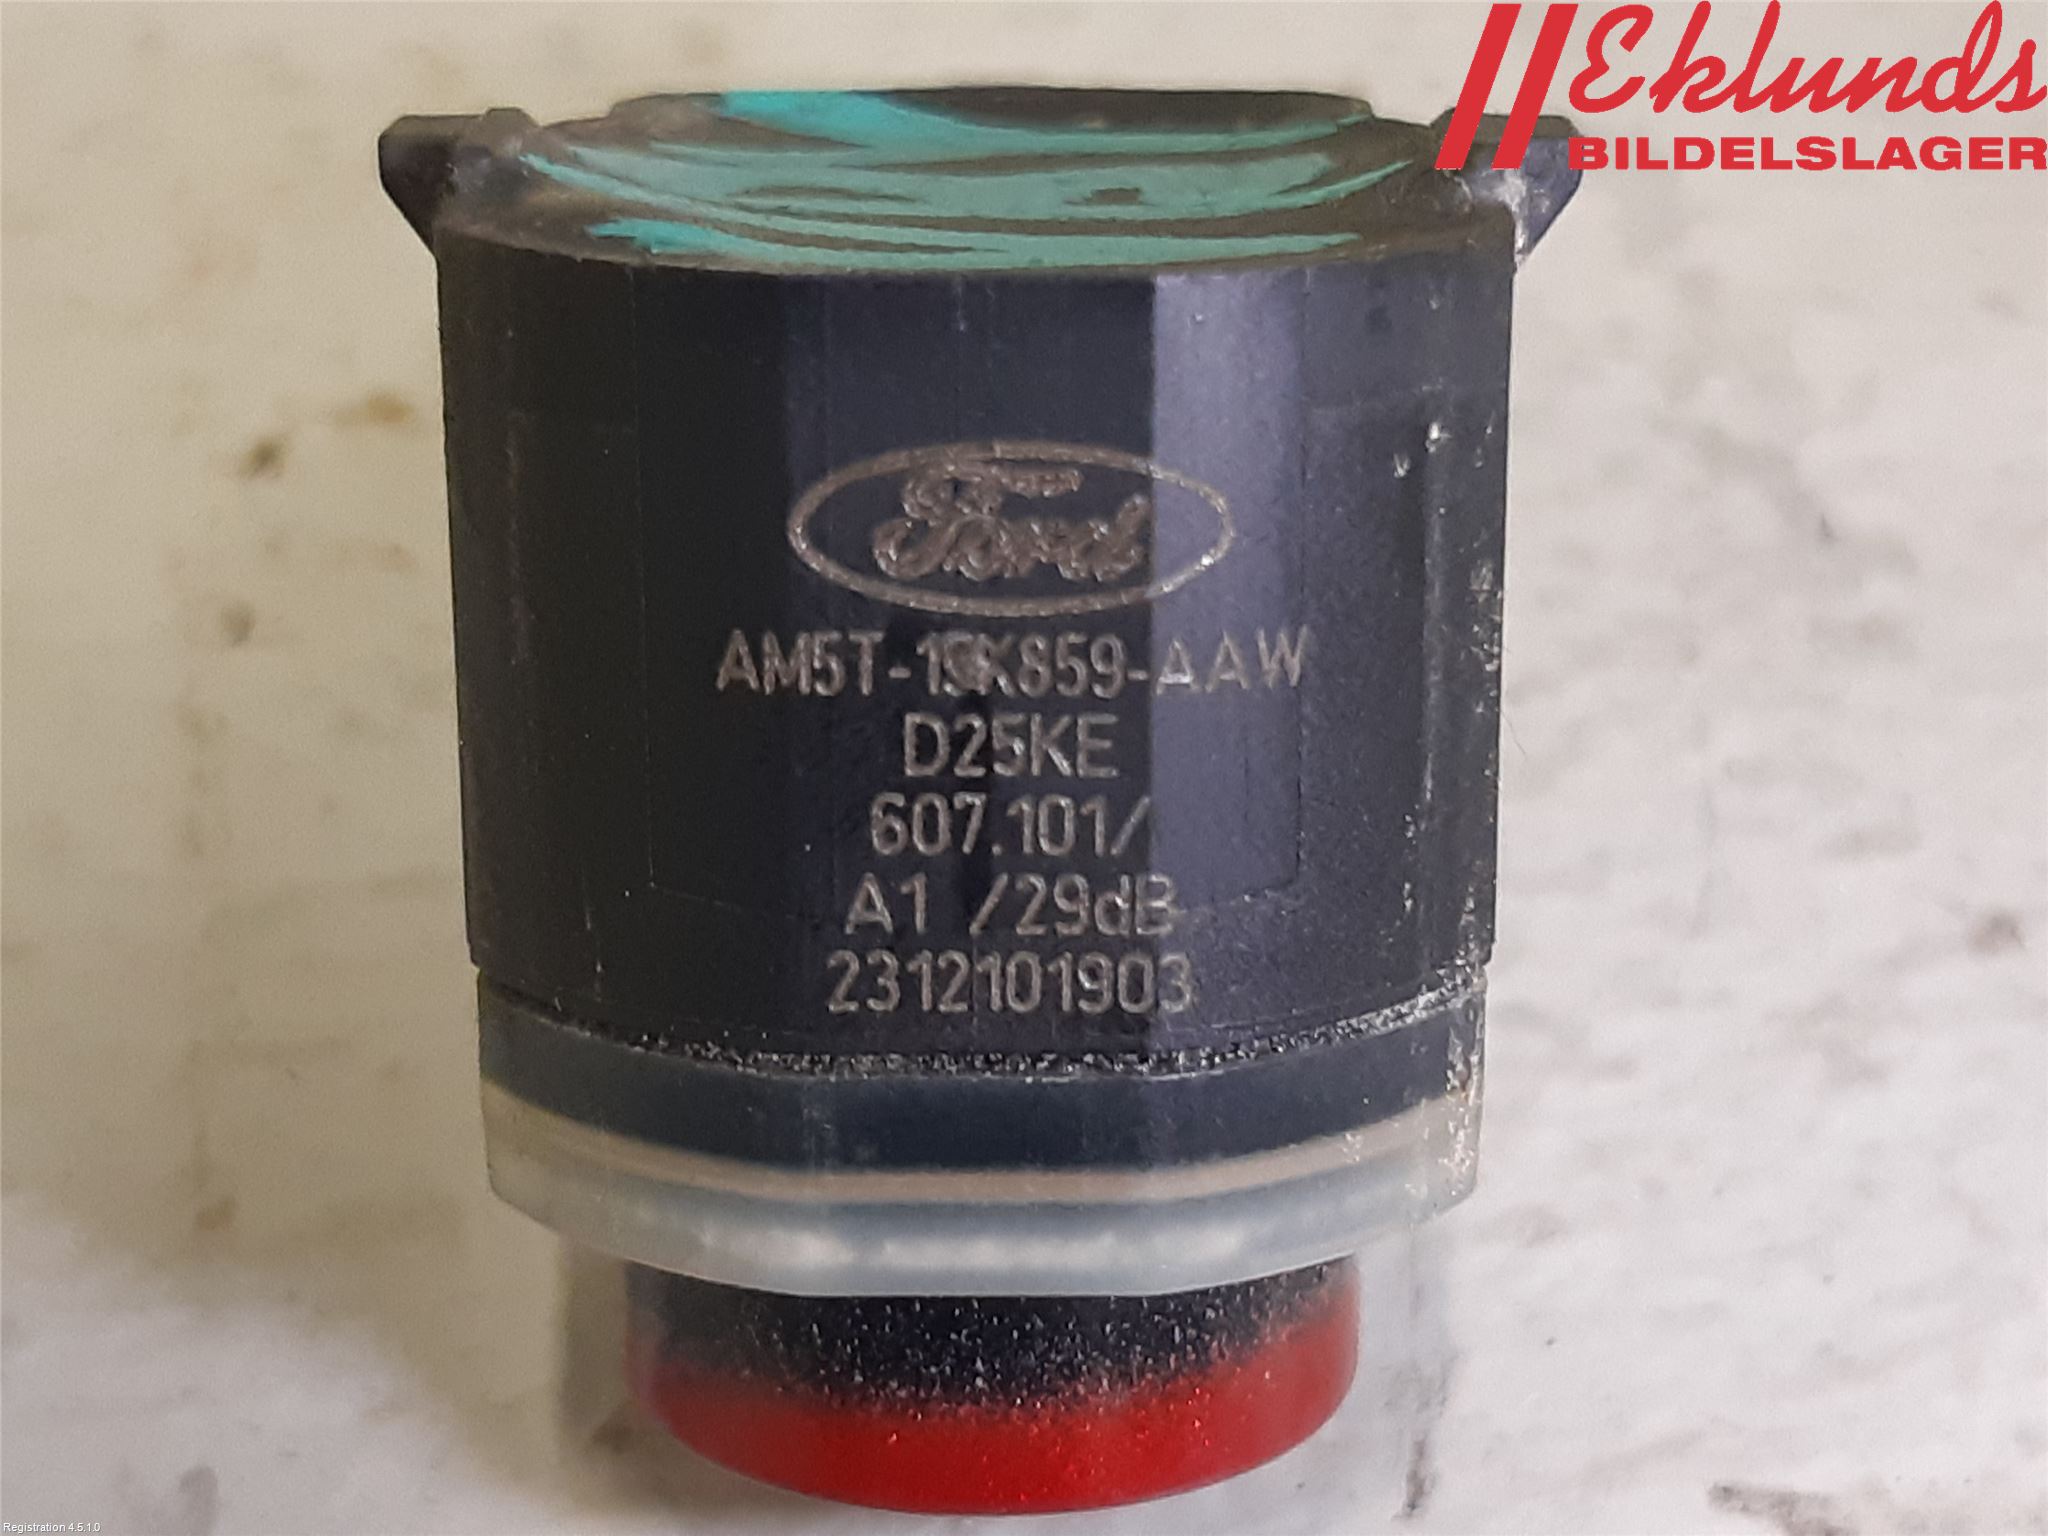 Eklunds
BILDELSLAGER
Ford
AM5T-15K859-AAW
D25KE
607.101/
A1 /29dB
2312101903
Registration 4.5.1.0